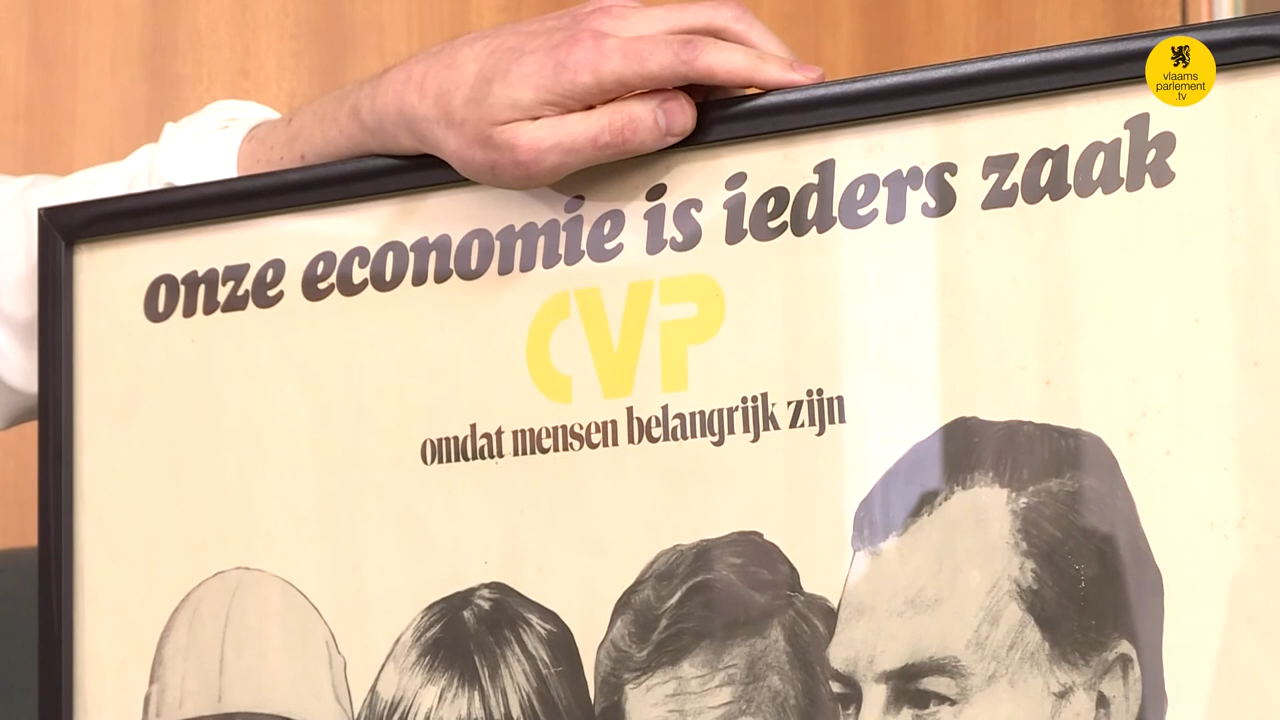 vlaams
parlement
.tv
onze economie is ieders zaak
CVP
omdat mensen belangrijk zijn